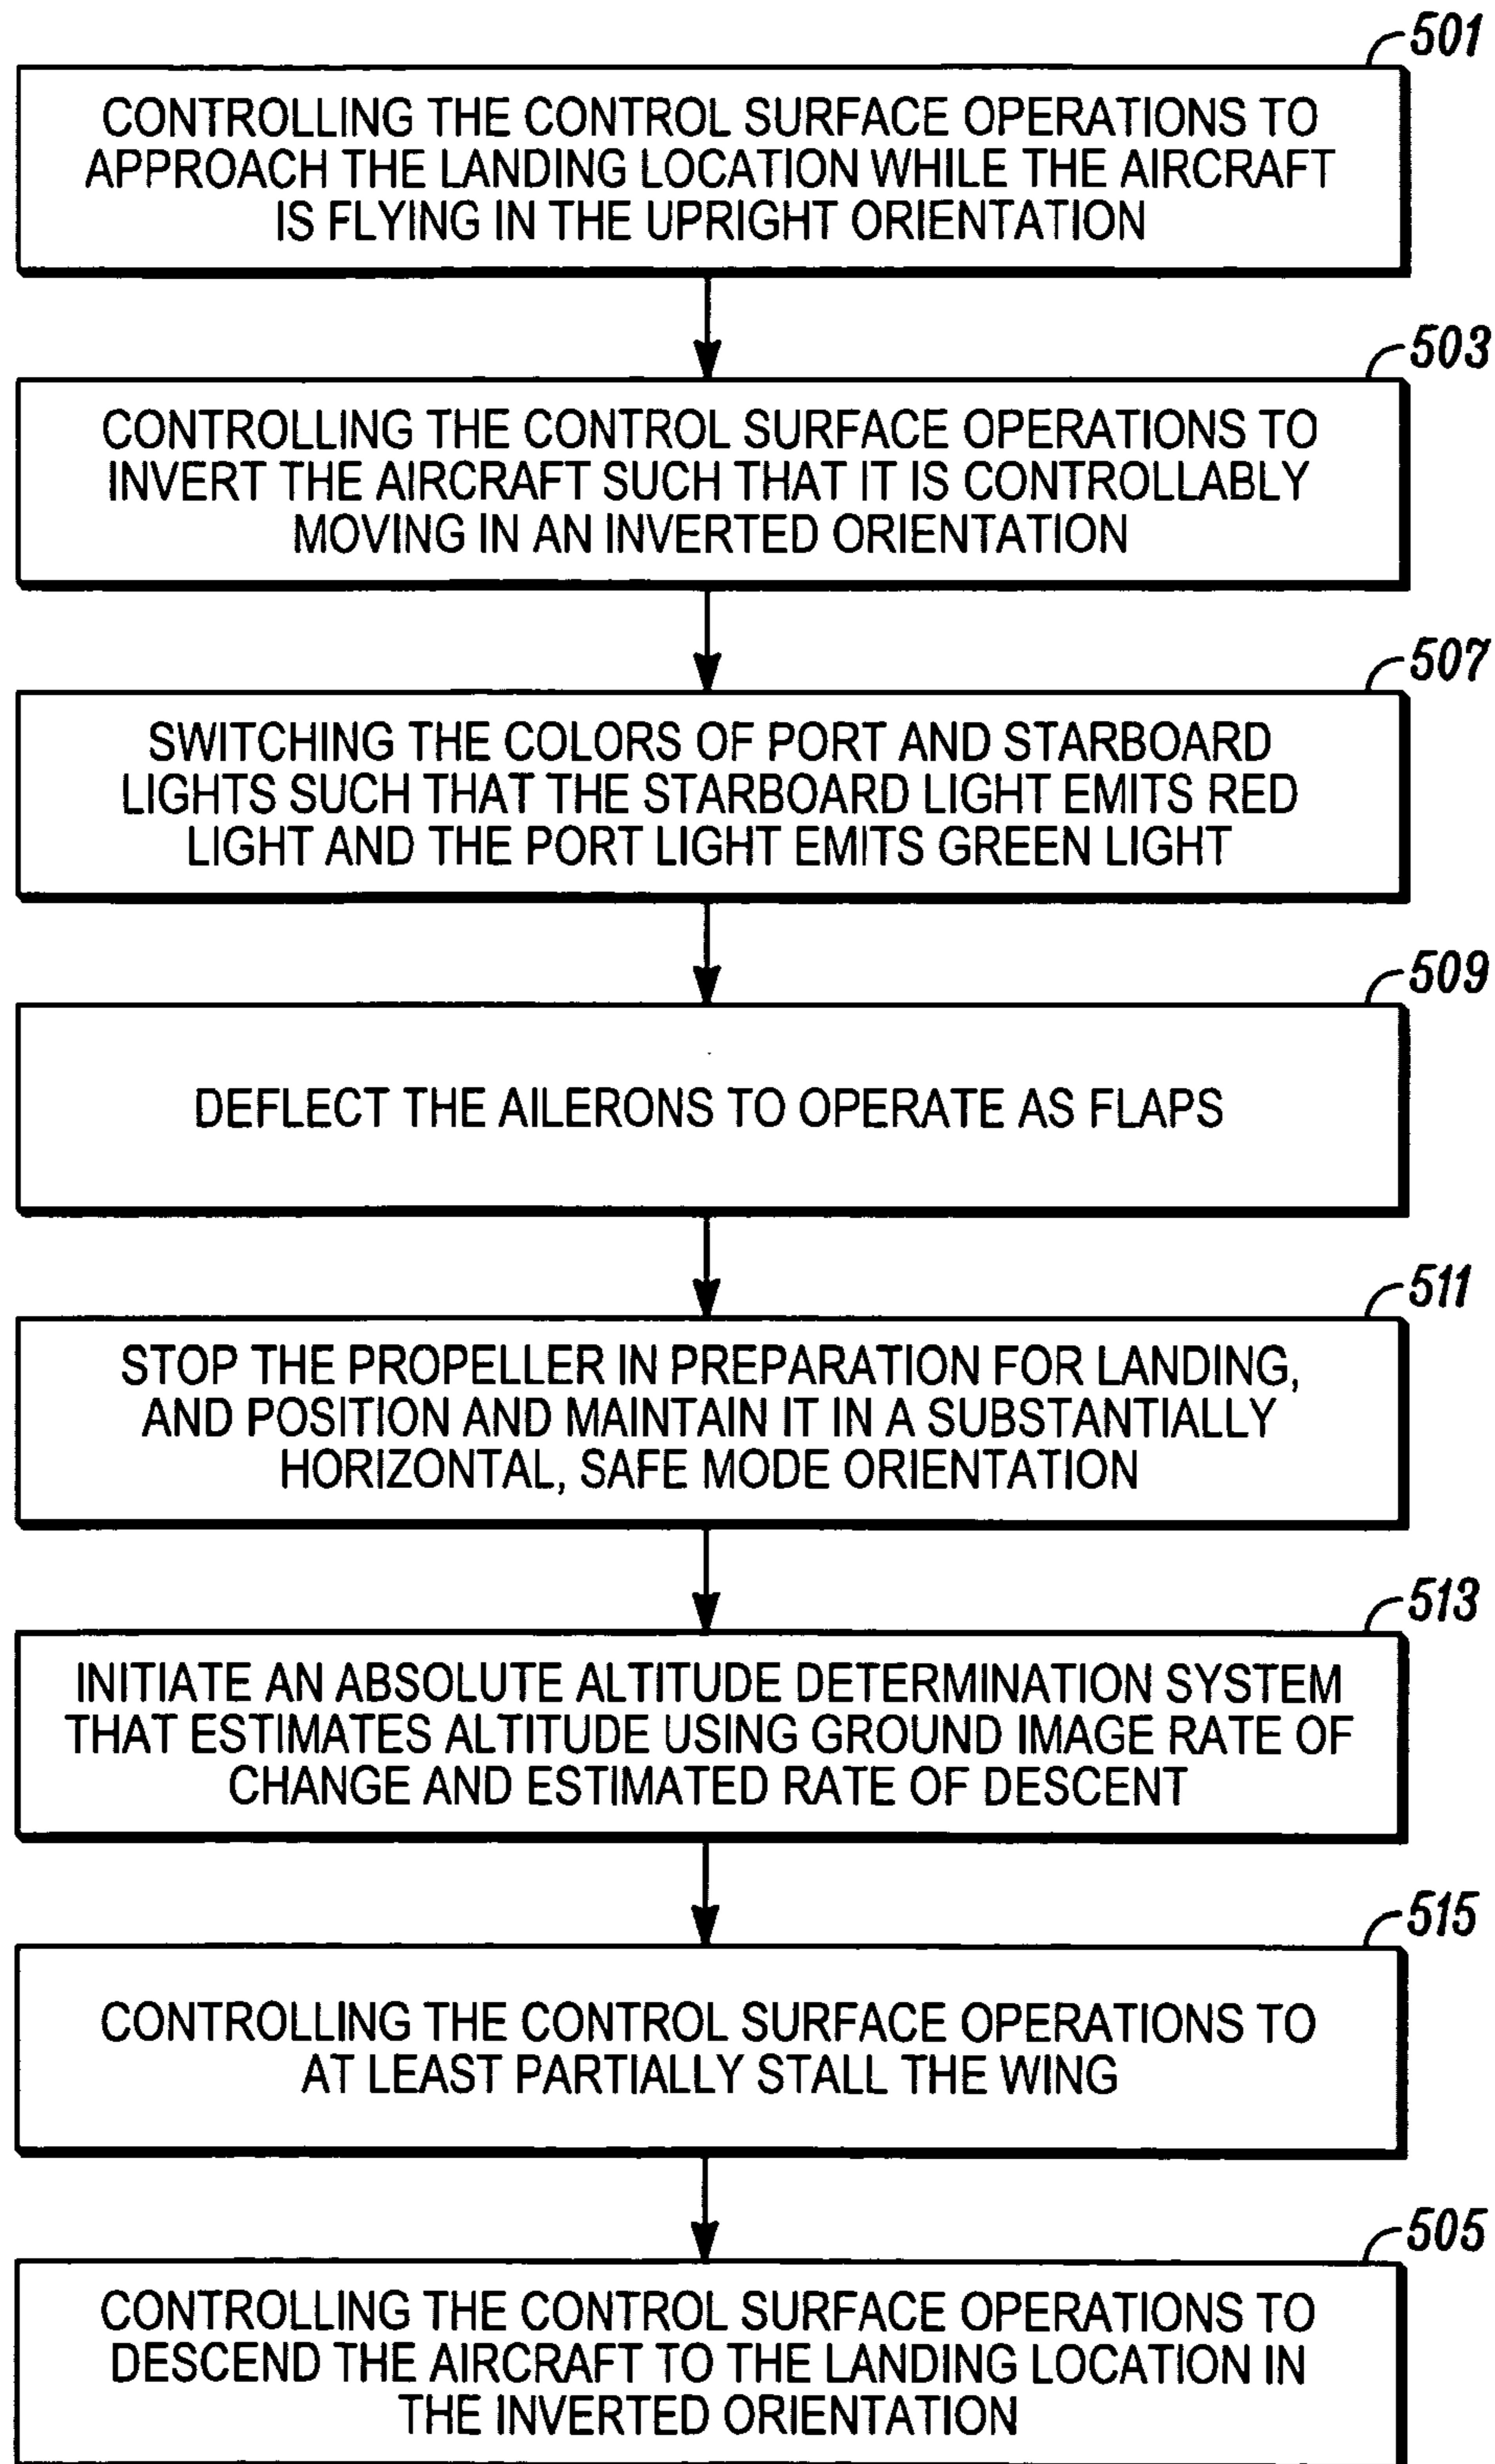 501
CONTROLLING THE CONTROL SURFACE OPERATIONS TO
APPROACH THE LANDING LOCATION WHILE THE AIRCRAFT
IS FLYING IN THE UPRIGHT ORIENTATION
503
CONTROLLING THE CONTROL SURFACE OPERATIONS TO
INVERT THE AIRCRAFT SUCH THAT IT IS CONTROLLABLY
MOVING IN AN INVERTED ORIENTATION
507
SWITCHING THE COLORS OF PORT AND STARBOARD
LIGHTS SUCH THAT THE STARBOARD LIGHT EMITS RED
LIGHT AND THE PORT LIGHT EMITS GREEN LIGHT
509
DEFLECT THE AILERONS TO OPERATE AS FLAPS
511
STOP THE PROPELLER IN PREPARATION FOR LANDING,
AND POSITION AND MAINTAIN IT IN A SUBSTANTIALLY
HORIZONTAL, SAFE MODE ORIENTATION
513
INITIATE AN ABSOLUTE ALTITUDE DETERMINATION SYSTEM
THAT ESTIMATES ALTITUDE USING GROUND IMAGE RATE OF
CHANGE AND ESTIMATED RATE OF DESCENT
515
CONTROLLING THE CONTROL SURFACE OPERATIONS TO
AT LEAST PARTIALLY STALL THE WING
505
CONTROLLING THE CONTROL SURFACE OPERATIONS TO
DESCEND THE AIRCRAFT TO THE LANDING LOCATION IN
THE INVERTED ORIENTATION